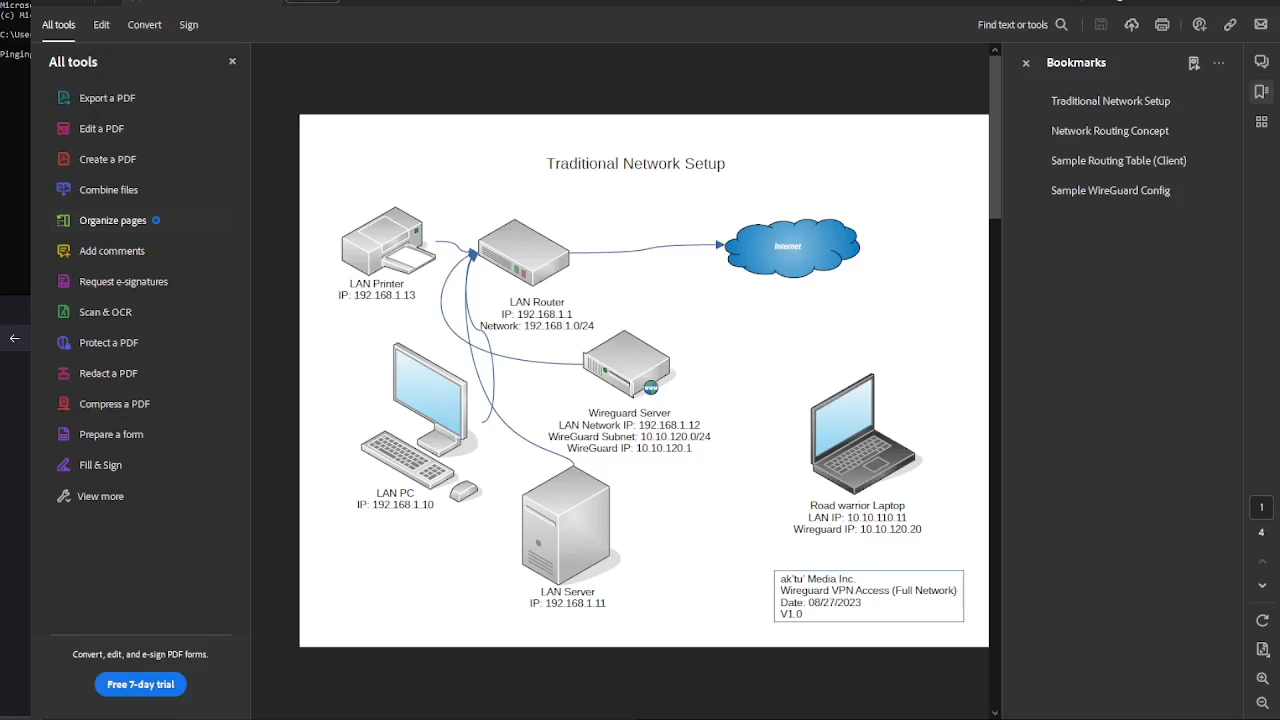 Microso
(c) Mic
C:\User
Pinging
All tools
Edit
Convert
Sign
Find text or tools
All tools
Export a PDF
Edit a PDF
Create a PDF
Combine files
Organize pages
Add comments
Request e-signatures
Scan & OCR
Protect a PDF
Redact a PDF
Compress a PDF
Prepare a form
Fill & Sign
View more
Convert, edit, and e-sign PDF forms.
Free 7-day trial
Traditional Network Setup
LAN Printer
IP: 192.168.1.13
LAN Router
IP: 192.168.1.1
Network: 192.168.1.0/24
Internet
Wireguard Server
LAN Network IP: 192.168.1.12
WireGuard Subnet: 10.10.120.0/24
WireGuard IP: 10.10.120.1
LAN PC
IP: 192.168.1.10
LAN Server
IP: 192.168.1.11
Road warrior Laptop
LAN IP: 10.10.110.11
Wireguard IP: 10.10.120.20
ak'tu' Media Inc.
Wireguard VPN Access (Full Network)
Date: 08/27/2023
V1.0
Bookmarks
Traditional Network Setup
Network Routing Concept
Sample Routing Table (Client)
Sample WireGuard Config
1
4